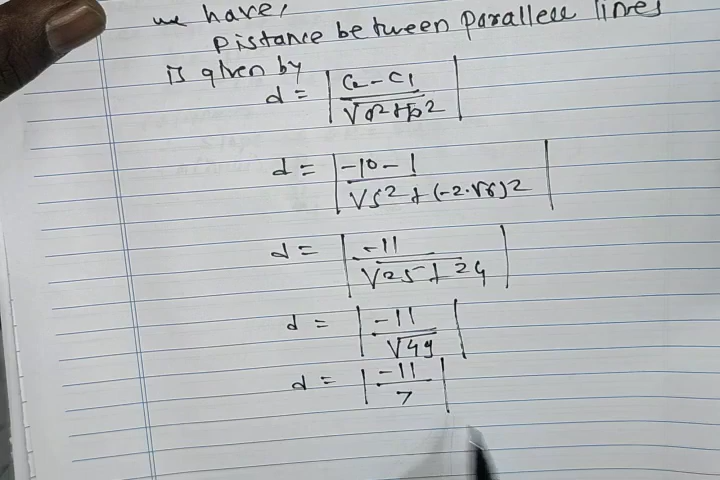 we have,
Distance between parallel lines
is given by
d = | C2 - C1 / √a2 + b2 |
d = | -10 - 1 / √52 + (-2.√6)2 |
d = | -11 / √25 + 24 |
d = | -11 / √49 |
d = | -11 / 7 |